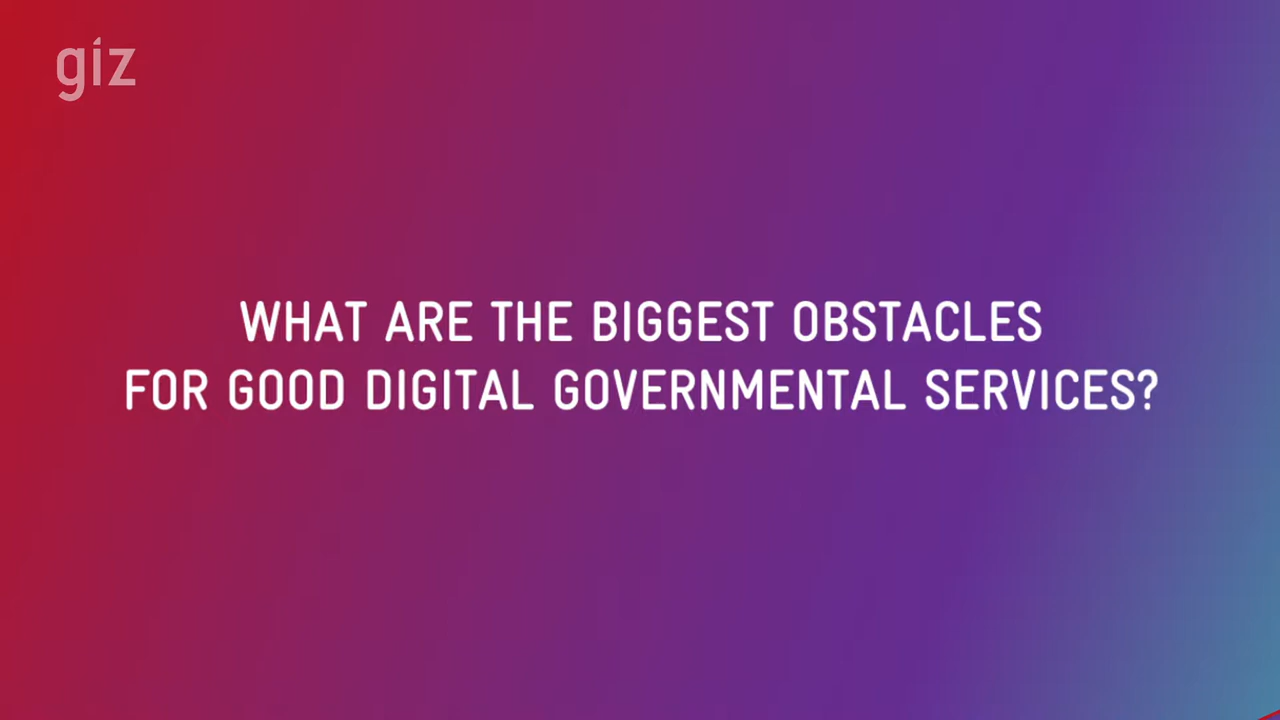 giz
WHAT ARE THE BIGGEST OBSTACLES
FOR GOOD DIGITAL GOVERNMENTAL SERVICES?